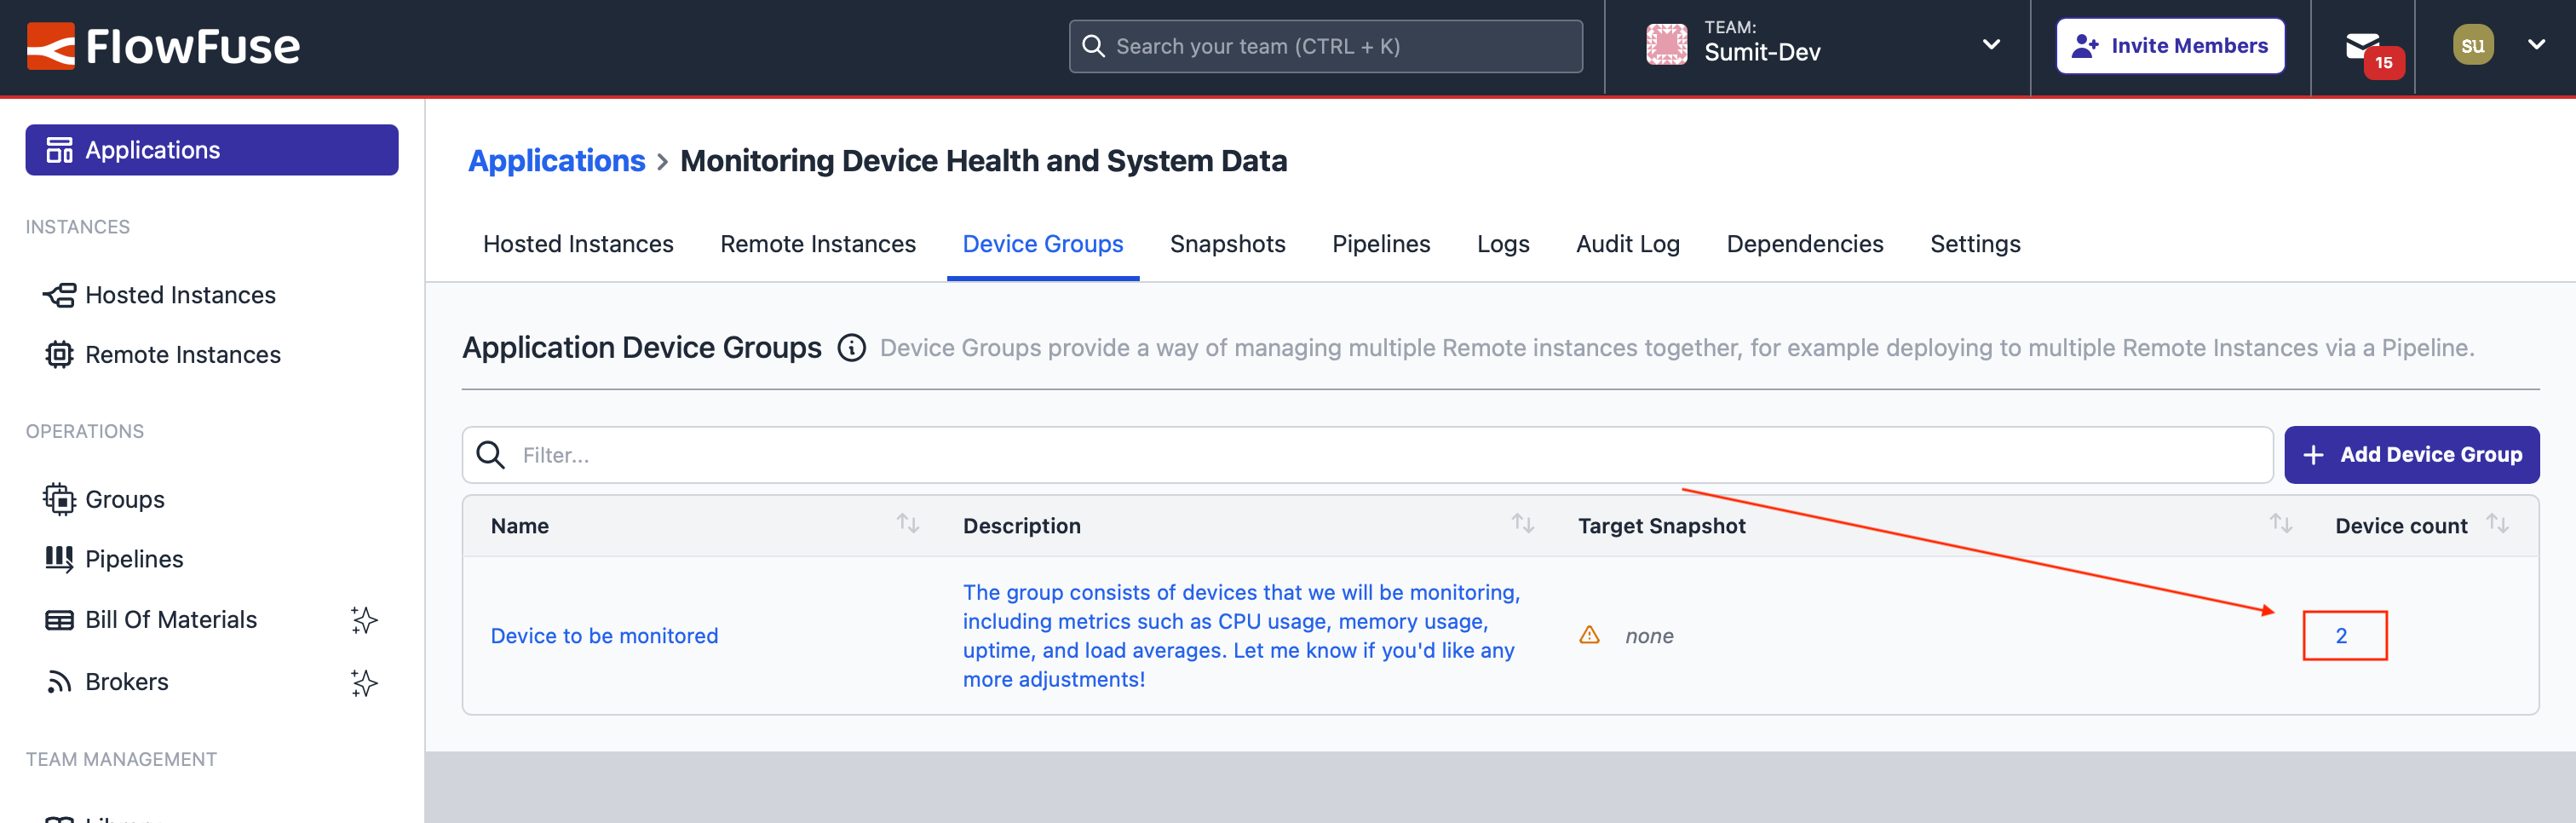 FlowFuse
Search your team (CTRL + K)
TEAM:
Sumit-Dev
Invite Members
15
su
Applications
INSTANCES
Hosted Instances
Remote Instances
OPERATIONS
Groups
Pipelines
Bill Of Materials
Brokers
TEAM MANAGEMENT
Applications > Monitoring Device Health and System Data
Hosted Instances Remote Instances Device Groups Snapshots Pipelines Logs Audit Log Dependencies Settings
Application Device Groups Device Groups provide a way of managing multiple Remote instances together, for example deploying to multiple Remote Instances via a Pipeline.
Filter...
Add Device Group
Name Description Target Snapshot Device count
Device to be monitored
The group consists of devices that we will be monitoring,
including metrics such as CPU usage, memory usage,
uptime, and load averages. Let me know if you'd like any
more adjustments!
none
2